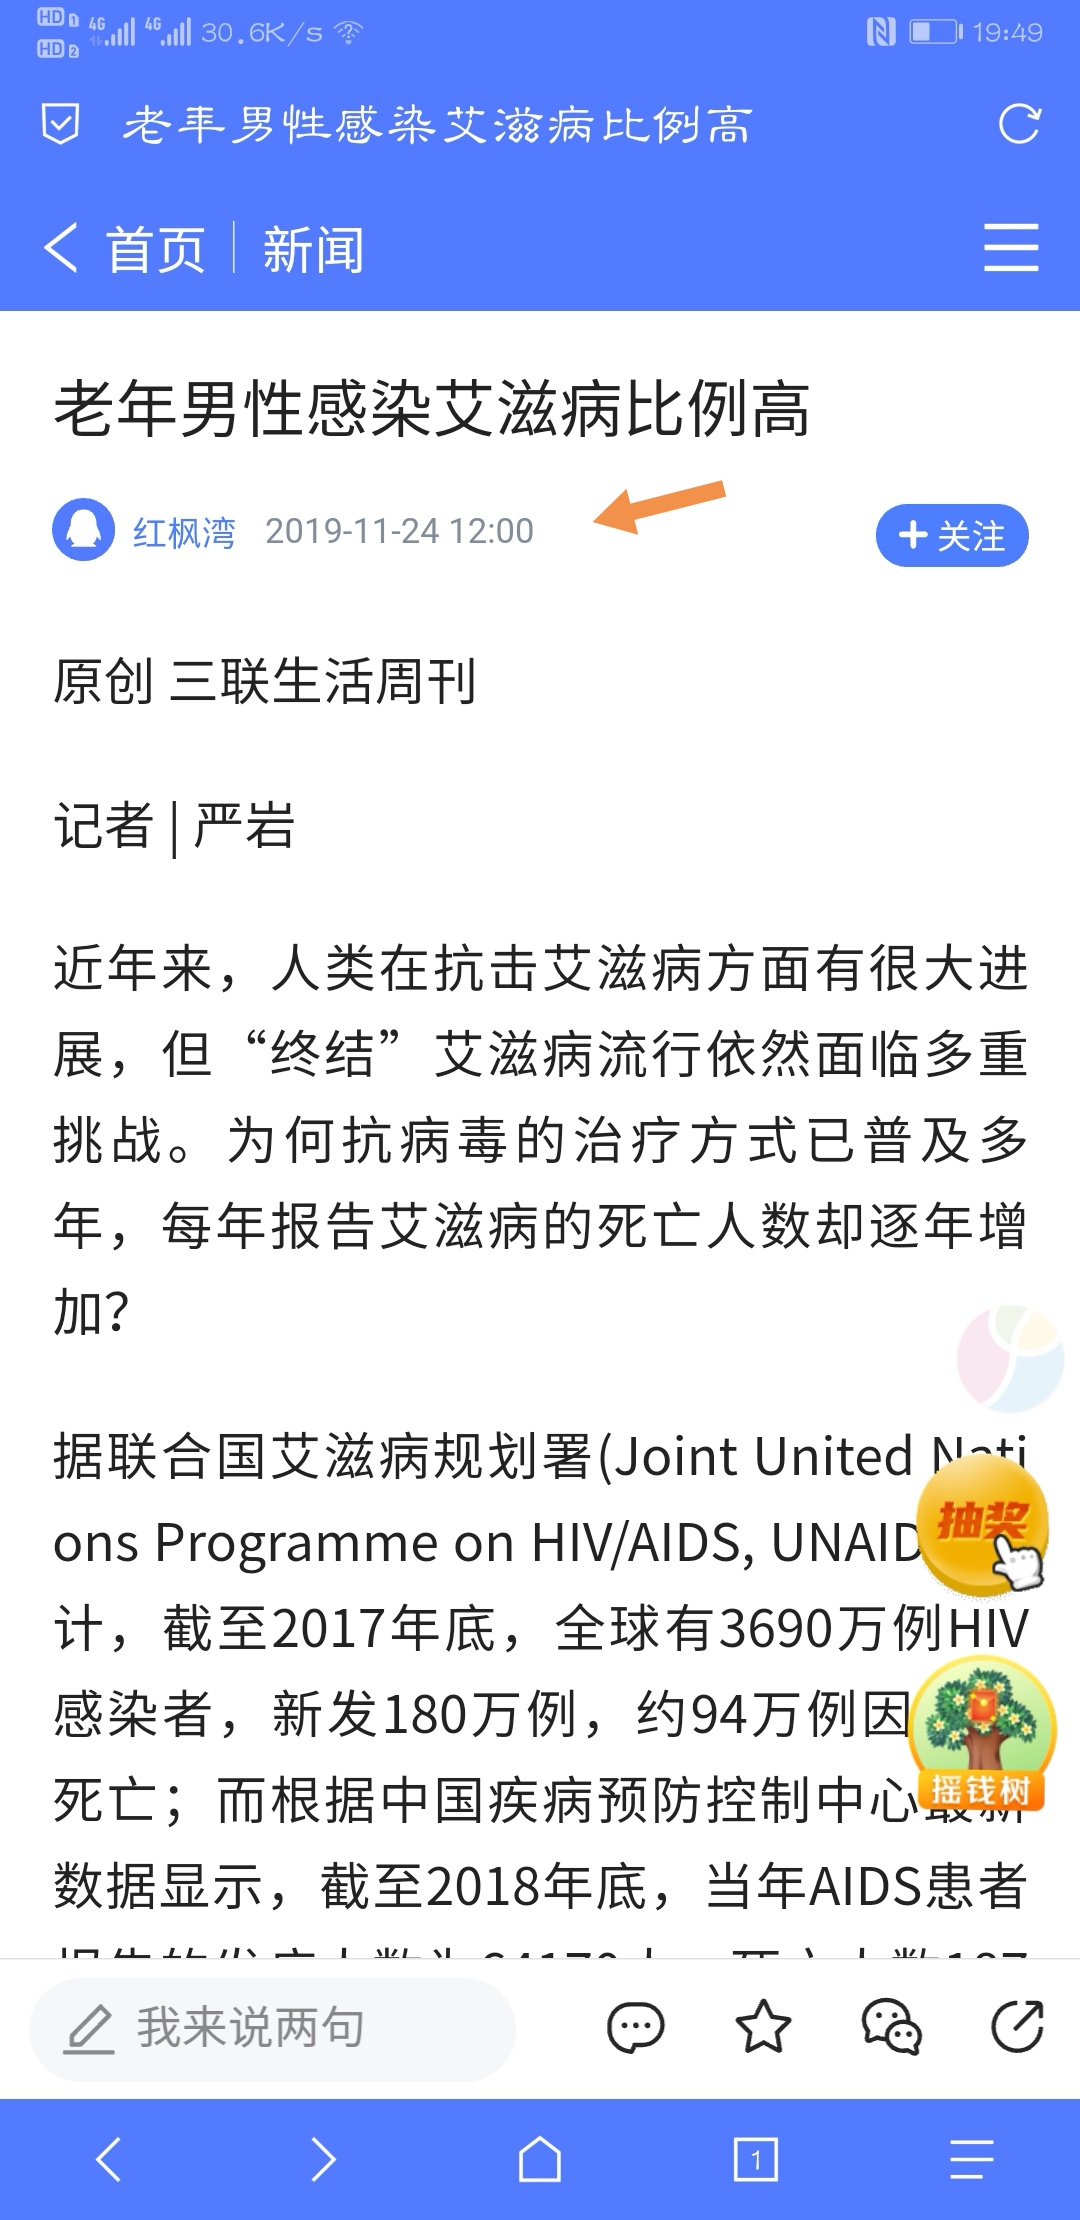 HD 1 4G 4G 30.6K/s 19:49
HD 2
老年男性感染艾滋病比例高
首页 新闻
老年男性感染艾滋病比例高
红枫湾 2019-11-24 12:00 关注
原创 三联生活周刊
记者 | 严岩
近年来，人类在抗击艾滋病方面有很大进
展，但“终结”艾滋病流行依然面临多重
挑战。为何抗病毒的治疗方式已普及多
年，每年报告艾滋病的死亡人数却逐年增
加?
据联合国艾滋病规划署(Joint United Nati
ons Programme on HIV/AIDS, UNAID
抽奖
计，截至2017年底，全球有3690万例HIV
感染者，新发180万例，约94万例因
死亡；而根据中国疾病预防控制中心最新
摇钱树
数据显示，截至2018年底，当年AIDS患者
我来说两句
1